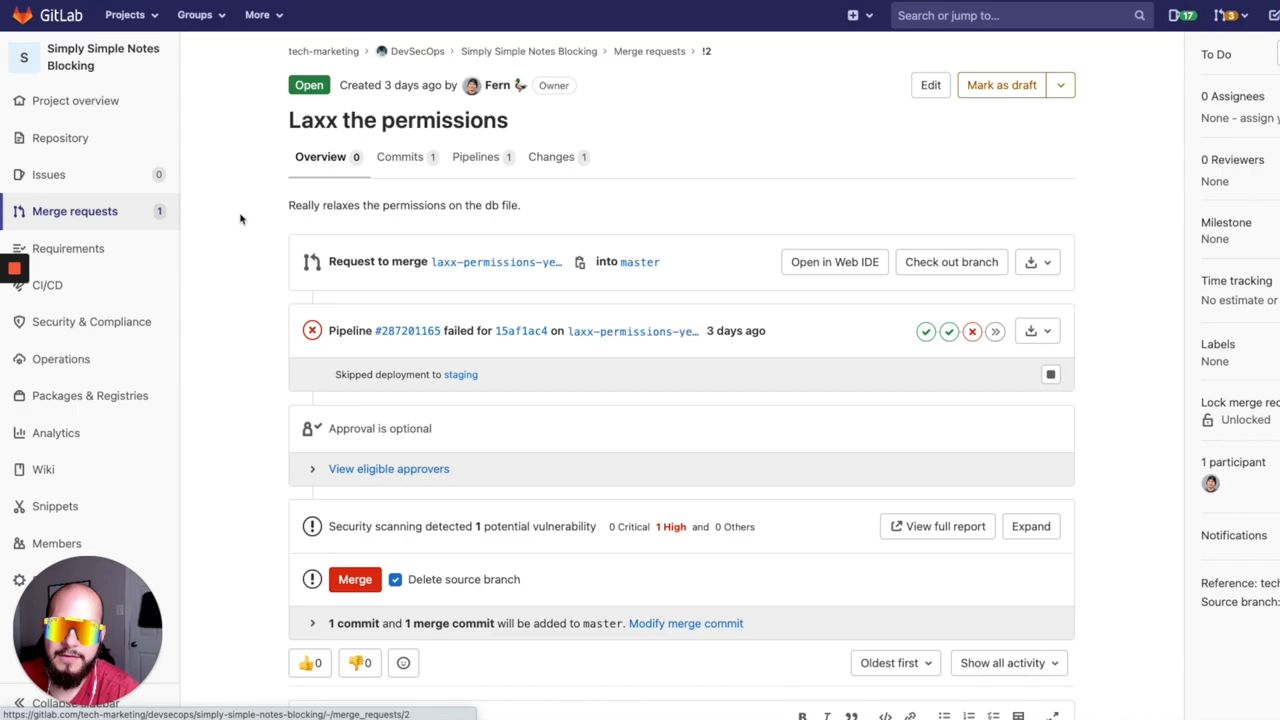 GitLab
Projects
Groups
More
Search or jump to...
17
3
S
Simply Simple Notes
Blocking
Project overview
Repository
Issues 0
Merge requests 1
Requirements
CI/CD
Security & Compliance
Operations
Packages & Registries
Analytics
Wiki
Snippets
Members
Collapse sidebar
https://gitlab.com/tech-marketing/devsecops/simply-simple-notes-blocking/-/merge_requests/2
tech-marketing > DevSecOps > Simply Simple Notes Blocking > Merge requests > !2
Open Created 3 days ago by Fern 🦆 Owner
Edit
Mark as draft
Laxx the permissions
Overview 0 Commits 1 Pipelines 1 Changes 1
Really relaxes the permissions on the db file.
Request to merge laxx-permissions-ye… into master
Open in Web IDE
Check out branch
Pipeline #287201165 failed for 15af1ac4 on laxx-permissions-ye… 3 days ago
Skipped deployment to staging
Approval is optional
View eligible approvers
Security scanning detected 1 potential vulnerability 0 Critical 1 High and 0 Others
View full report
Expand
Merge
Delete source branch
1 commit and 1 merge commit will be added to master. Modify merge commit
👍0
👎0
Oldest first
Show all activity
B I
To Do
0 Assignees
None - assign y
0 Reviewers
None
Milestone
None
Time tracking
No estimate or
Labels
None
Lock merge rec
Unlocked
1 participant
Notifications
Reference: tech
Source branch: